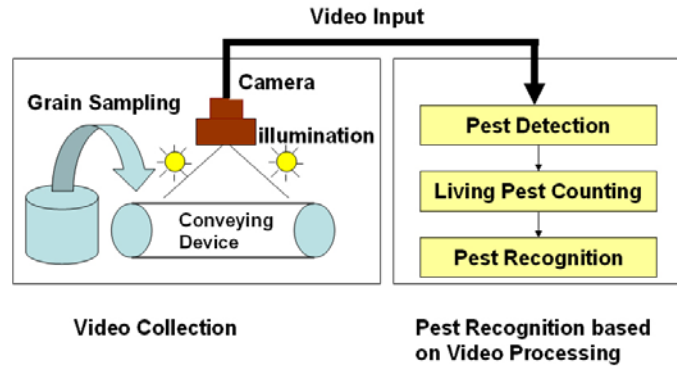 Video Input
Grain Sampling
Camera
illumination
Conveying
Device
Pest Detection
Living Pest Counting
Pest Recognition
Video Collection
Pest Recognition based
on Video Processing